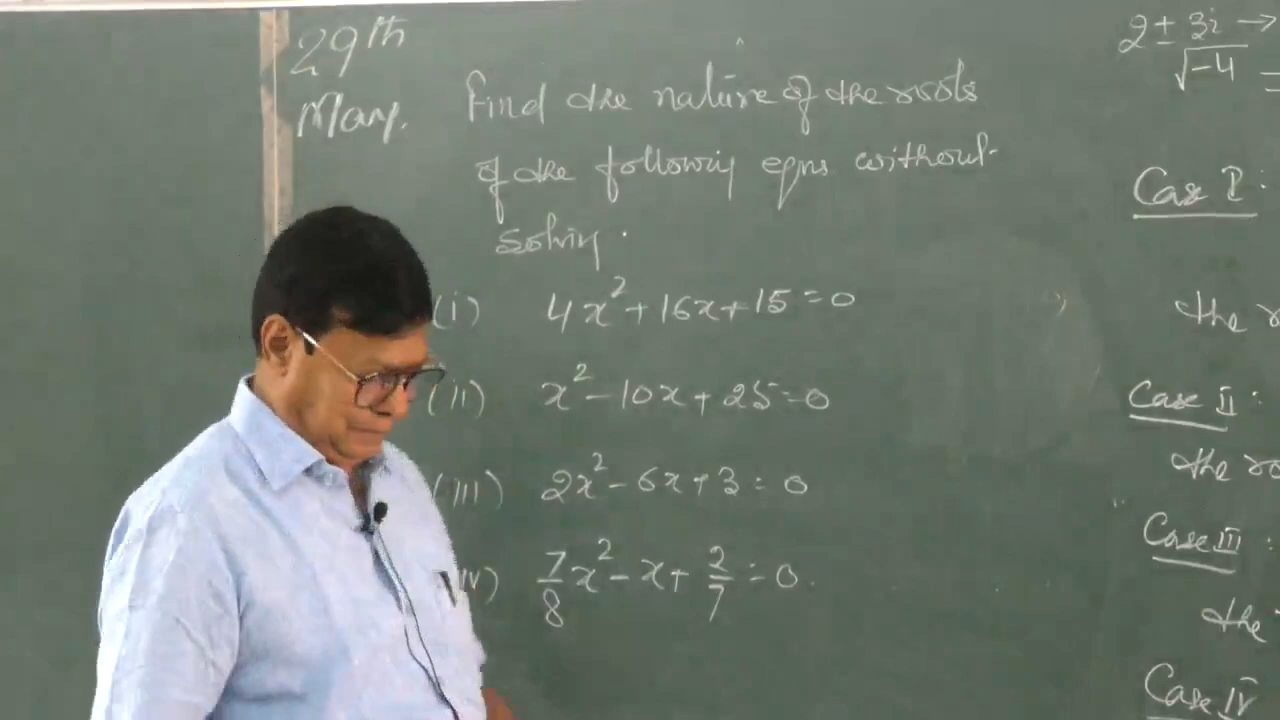 29th
May.
Find the nature of the roots
of the following eqns without
solving.
(i) 4x² + 16x + 15 = 0
(ii) x² - 10x + 25 = 0
(iii) 2x² - 6x + 3 = 0
iv) 7/8 x² - x + 2/7 = 0.
2 ± 3i →
√-4
Case I :
the
Case II :
the
Case III :
the
Case IV